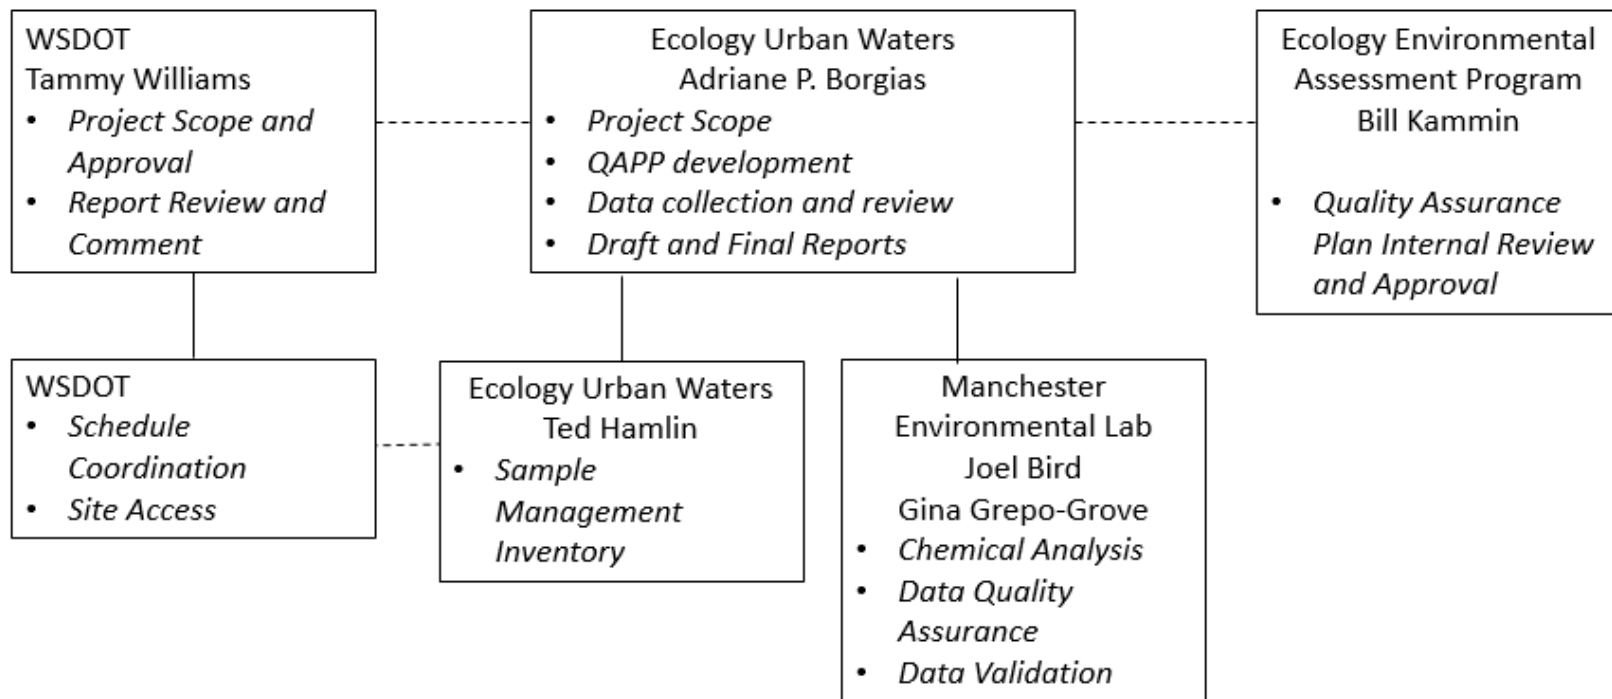 WSDOT
Tammy Williams
• Project Scope and
Approval
• Report Review and
Comment
Ecology Urban Waters
Adriane P. Borgias
• Project Scope
• QAPP development
• Data collection and review
• Draft and Final Reports
Ecology Environmental
Assessment Program
Bill Kammin
• Quality Assurance
Plan Internal Review
and Approval
WSDOT
• Schedule
Coordination
• Site Access
Ecology Urban Waters
Ted Hamlin
• Sample
Management
Inventory
Manchester
Environmental Lab
Joel Bird
Gina Grepo-Grove
• Chemical Analysis
• Data Quality
Assurance
• Data Validation